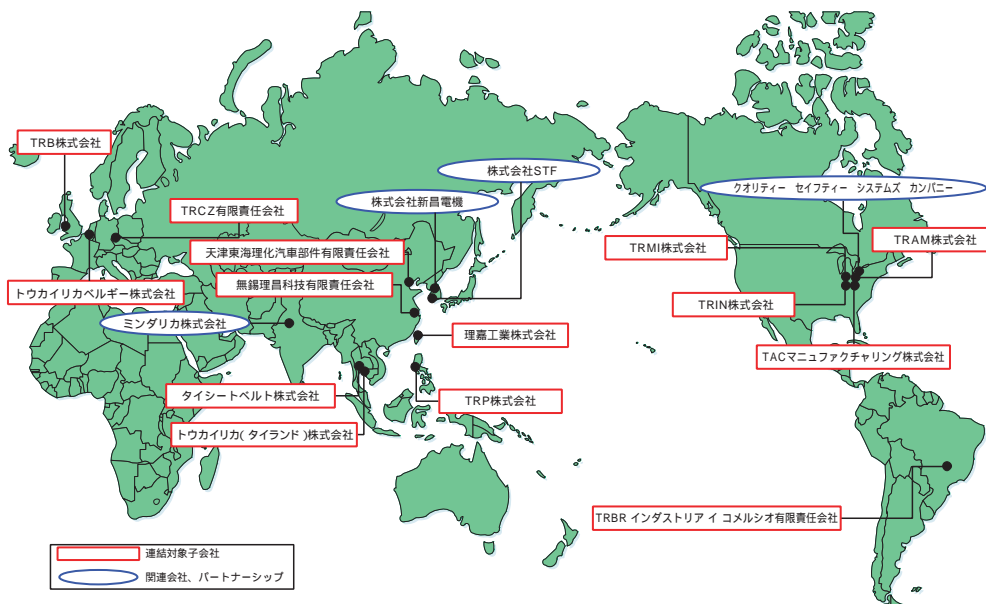 TRB株式会社
株式会社STF
クオリティー セイフティー システムズ カンパニー
株式会社新昌電機
TRCZ有限責任会社
TRAM株式会社
TRMI株式会社
天津東海理化汽車部件有限責任会社
無錫理昌科技有限責任会社
トウカイリカベルギー株式会社
TRIN株式会社
ミンダリカ株式会社
理嘉工業株式会社
TACマニュファクチャリング株式会社
タイシートベルト株式会社
TRP株式会社
トウカイリカ(タイランド)株式会社
TRBR インダストリア イ コメルシオ有限責任会社
連結対象子会社
関連会社、パートナーシップ